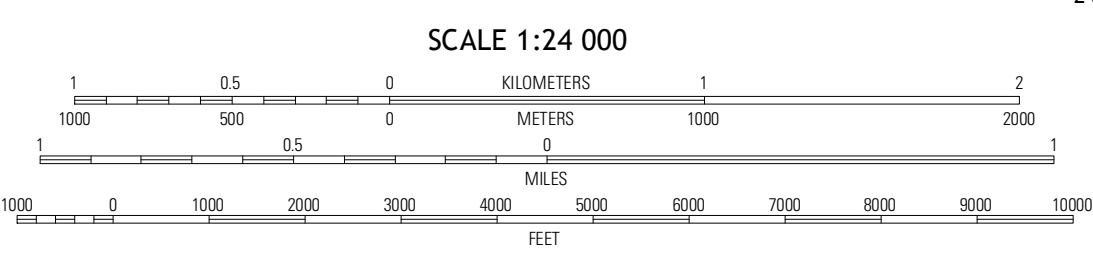 SCALE 1:24 000
1 0.5 0 KILOMETERS 1 2
1000 500 0 METERS 1000 2000
1 0.5 0 1
MILES
1000 0 1000 2000 3000 4000 5000 6000 7000 8000 9000 10000
FEET